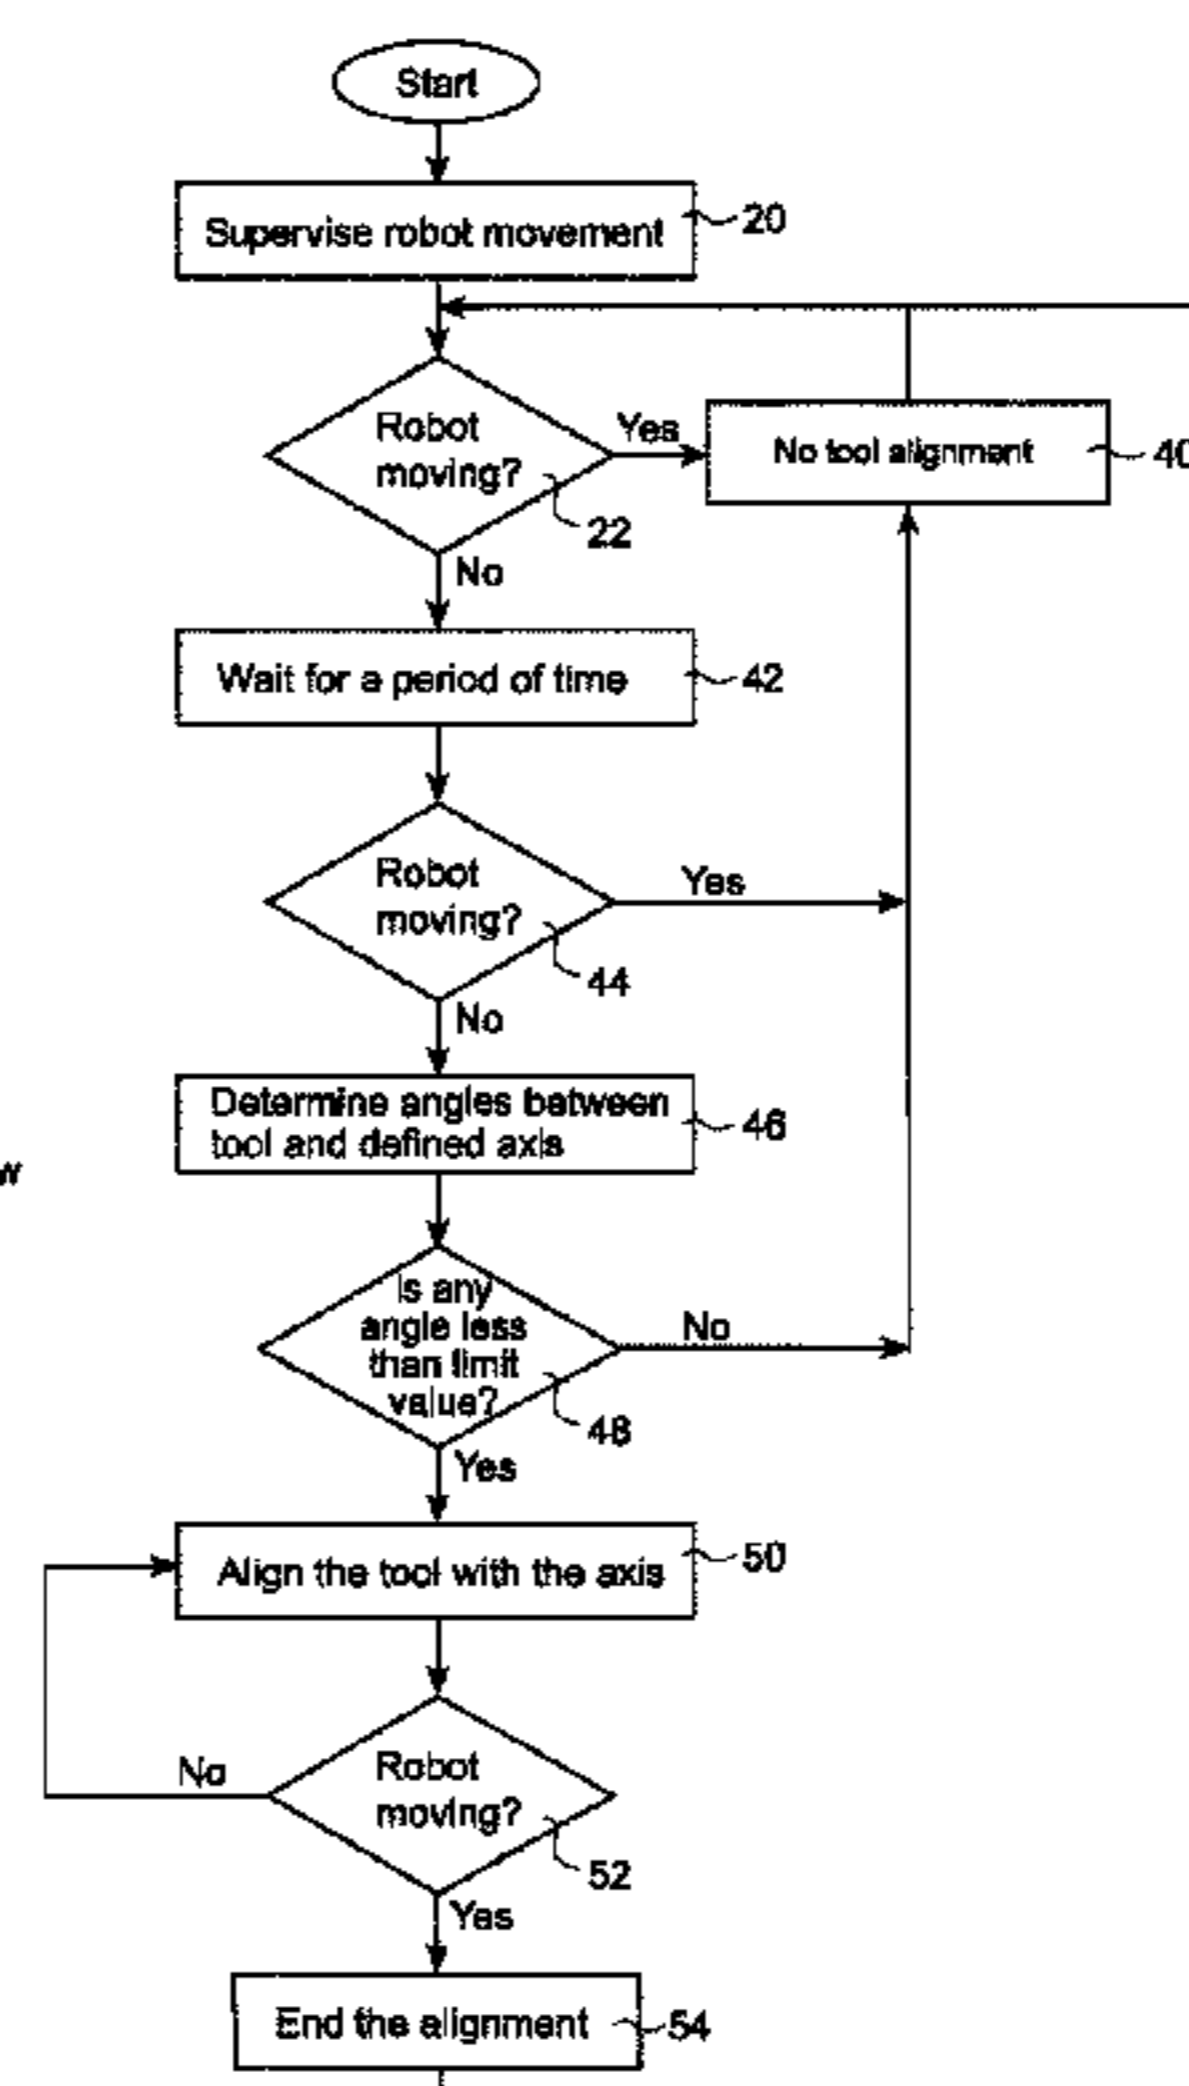 Start
Supervise robot movement
20
Robot
moving?
22
Yes
No tool alignment
40
No
Wait for a period of time
42
Robot
moving?
44
Yes
No
Determine angles between
tool and defined axis
46
w
Is any
angle less
than limit
value?
48
No
Yes
Align the tool with the axis
50
Robot
moving?
52
No
Yes
End the alignment
54